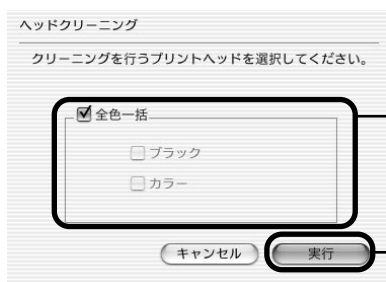 ヘッドクリーニング
クリーニングを行うプリントヘッドを選択してください。
全色一括
ブラック
カラー
キャンセル 実行